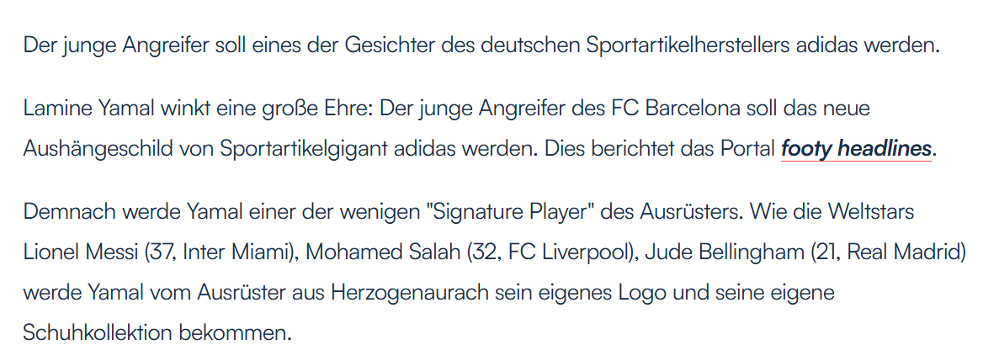 Der junge Angreifer soll eines der Gesichter des deutschen Sportartikelherstellers adidas werden.
Lamine Yamal winkt eine große Ehre: Der junge Angreifer des FC Barcelona soll das neue
Aushängeschild von Sportartikelgigant adidas werden. Dies berichtet das Portal footy headlines.
Demnach werde Yamal einer der wenigen "Signature Player" des Ausrüsters. Wie die Weltstars
Lionel Messi (37, Inter Miami), Mohamed Salah (32, FC Liverpool), Jude Bellingham (21, Real Madrid)
werde Yamal vom Ausrüster aus Herzogenaurach sein eigenes Logo und seine eigene
Schuhkollektion bekommen.